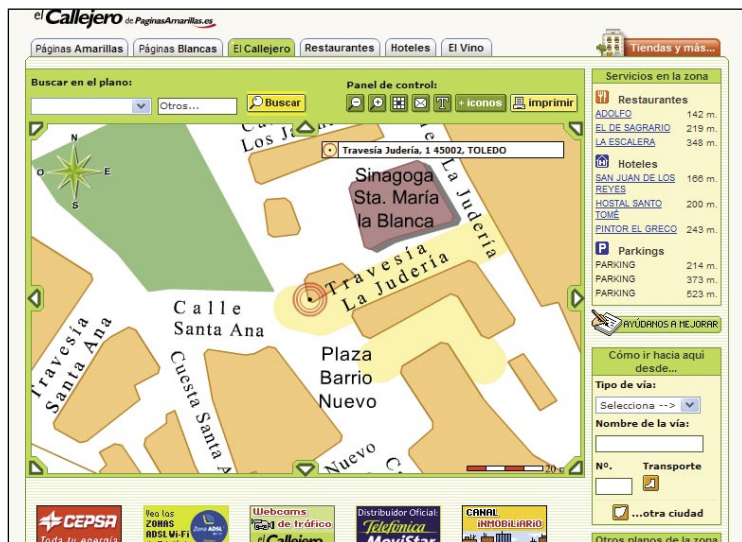 el Callejero de PaginasAmarillas.es
Páginas Amarillas
Páginas Blancas
El Callejero
Restaurantes
Hoteles
El Vino
Tiendas y más...
Buscar en el plano:
Otros...
Buscar
Panel de control:
T
+ iconos
imprimir
N
O
E
S
Los
Travesía Judería, 1 45002, TOLEDO
Sinagoga
Sta. María
la Blanca
La Judería
Travesía
La Judería
Calle
Santa Ana
Travesía
Santa Ana
Cuesta Santa A
Plaza
Barrio
Nuevo
Nuevo
20
Servicios en la zona
Restaurantes
ADOLFO 142 m.
EL DE SAGRARIO 219 m.
LA ESCALERA 348 m.
Hoteles
SAN JUAN DE LOS REYES 166 m.
HOSTAL SANTO TOMÉ 200 m.
PINTOR EL GRECO 243 m.
P Parkings
PARKING 214 m.
PARKING 373 m.
PARKING 523 m.
AYÚDANOS A MEJORAR
Cómo ir hacia aqui
desde...
Tipo de vía:
Selecciona -->
Nombre de la vía:
Nº. Transporte
...otra ciudad
Otros planos de la zona
CEPSA
Toda tu energía
Vea las
ZONAS
ADSL Wi-Fi
Zona ADSL
Webcams
de tráfico
el Callejero
Distribuidor Oficial:
Telefónica
MoviStar
CANAL
INMOBILIARIO